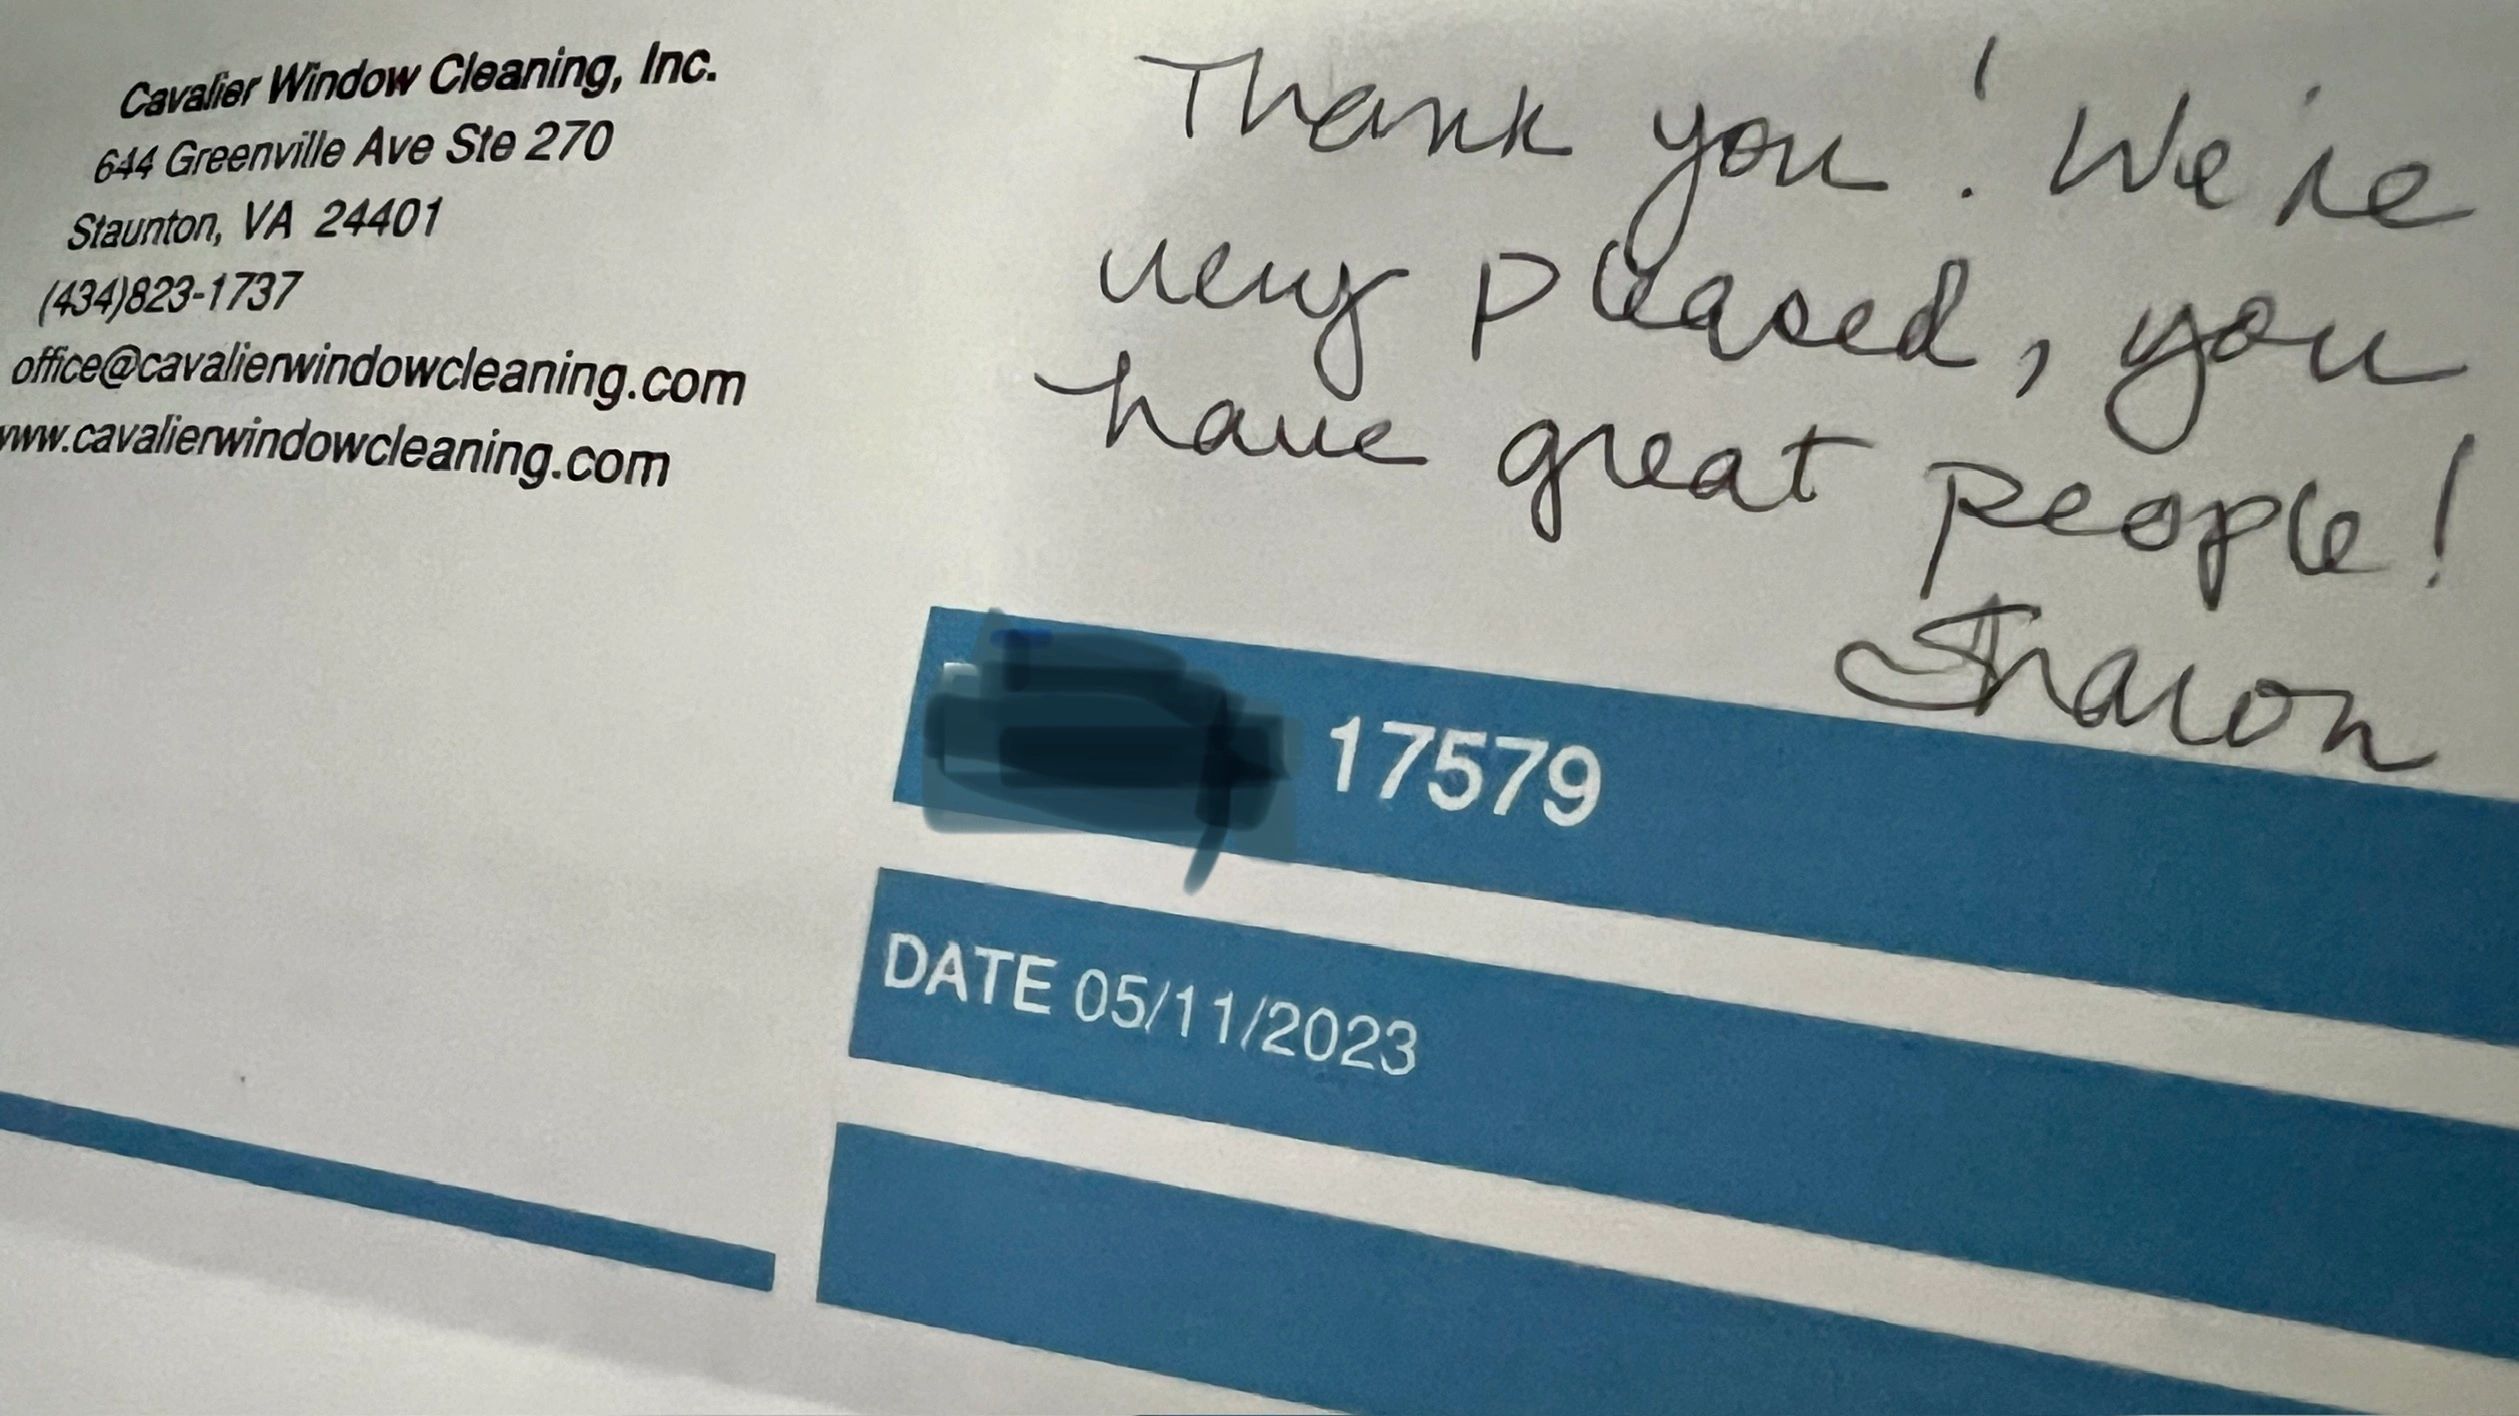 Cavalier Window Cleaning, Inc.
644 Greenville Ave Ste 270
Staunton, VA 24401
(434)823-1737
office@cavalierwindowcleaning.com
www.cavalierwindowcleaning.com
Thank you! We're
very pleased, you
have great people!
Sharon
17579
DATE 05/11/2023